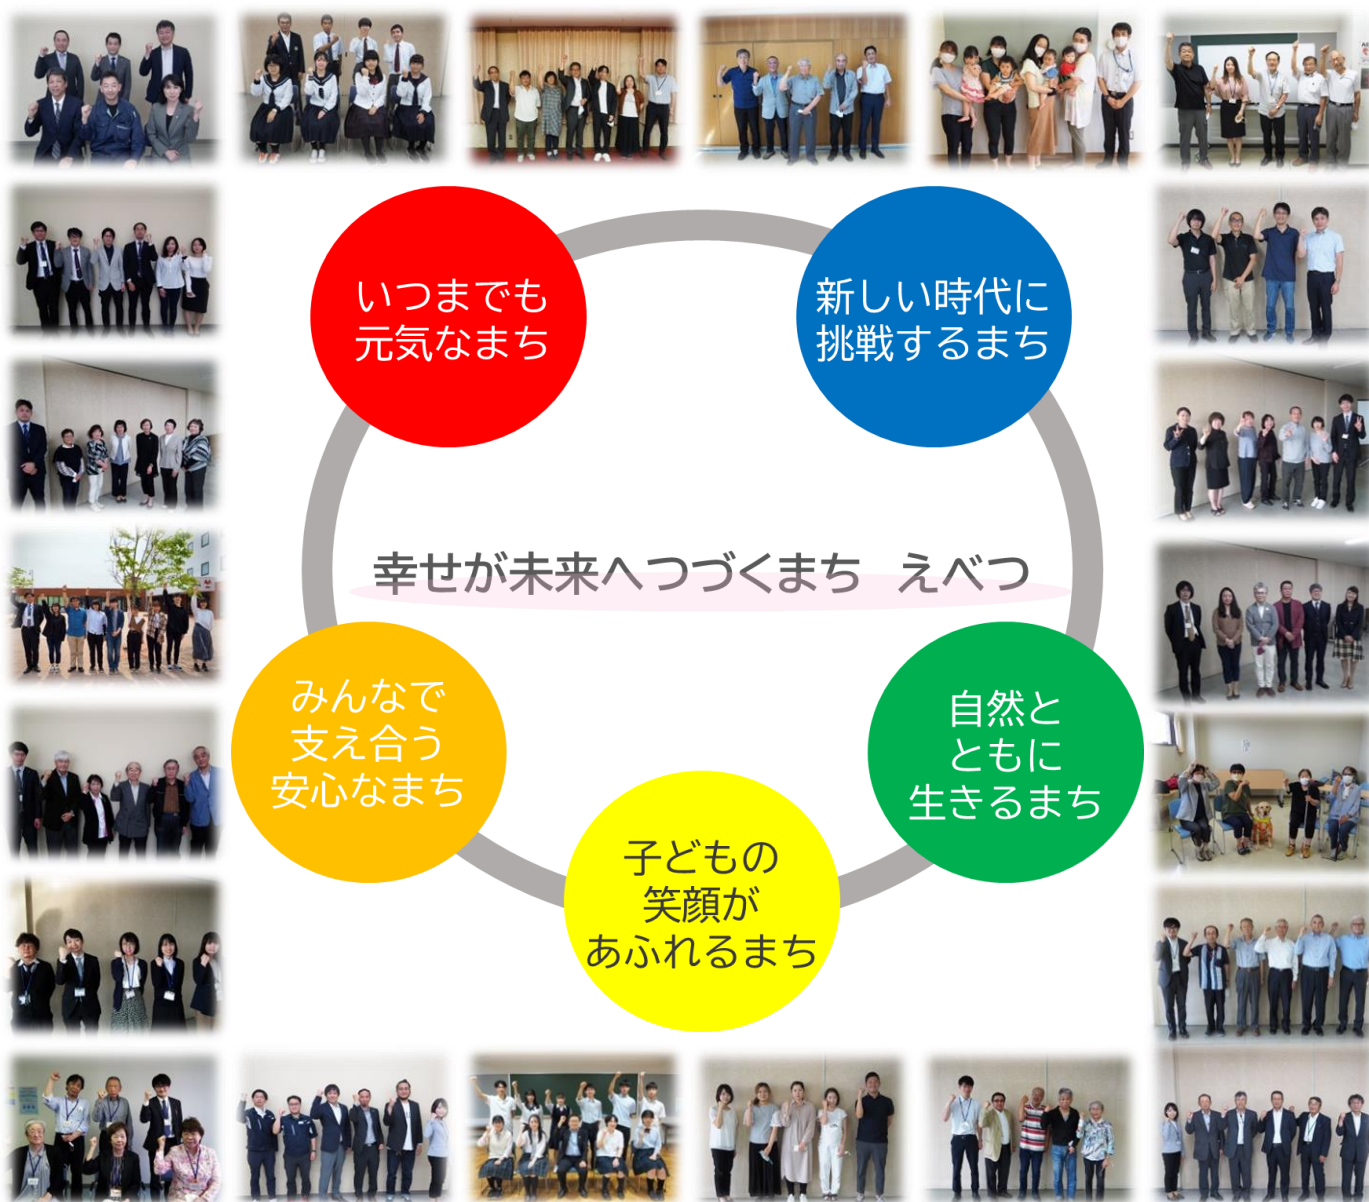 いつまでも
元気なまち
新しい時代に
挑戦するまち
幸せが未来へつづくまち　えべつ
みんなで
支え合う
安心なまち
自然と
ともに
生きるまち
子どもの
笑顔が
あふれるまち